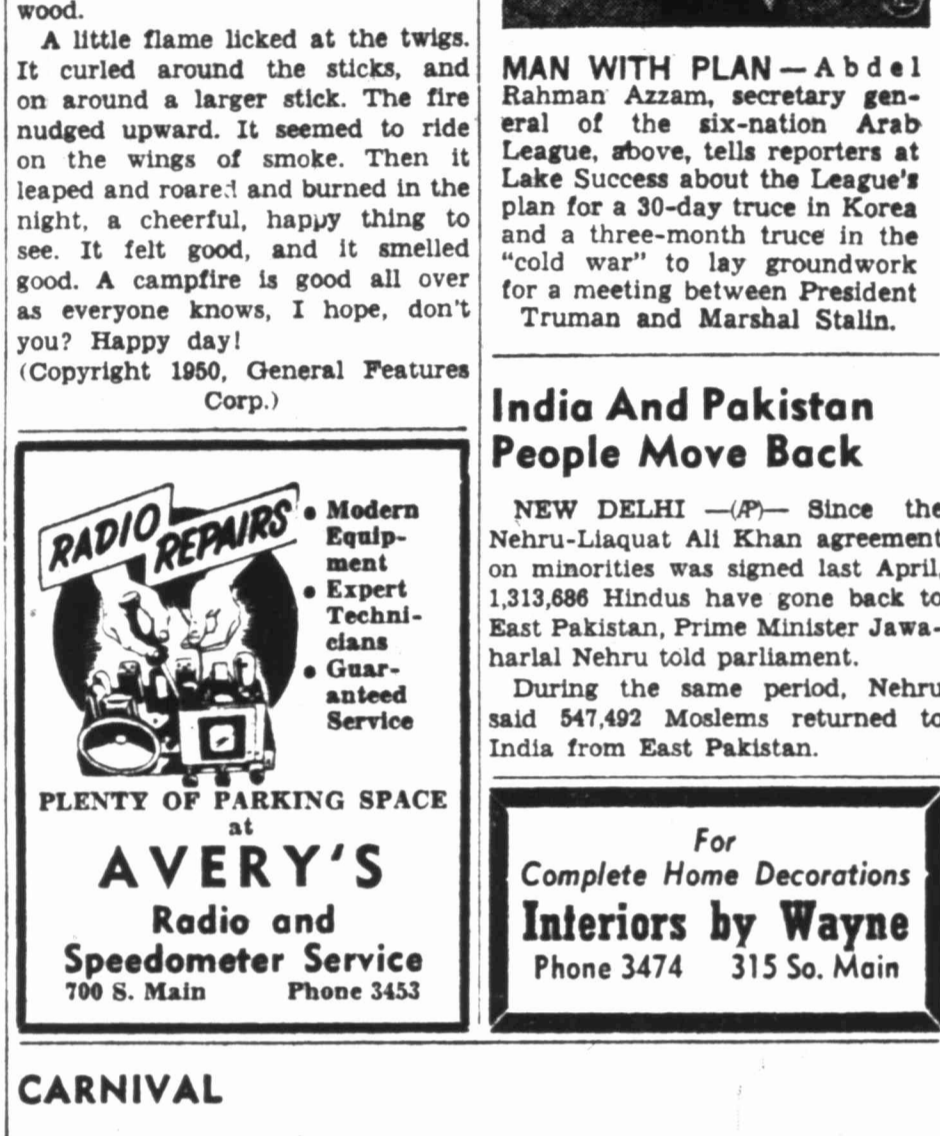 wood.
A little flame licked at the twigs.
It curled around the sticks, and
on around a larger stick. The fire
nudged upward. It seemed to ride
on the wings of smoke. Then it
leaped and roared and burned in the
night, a cheerful, happy thing to
see. It felt good, and it smelled
good. A campfire is good all over
as everyone knows, I hope, don't
you? Happy day!
(Copyright 1950, General Features
Corp.)
RADIO
REPAIRS
• Modern
Equip-
ment
• Expert
Techni-
cians
• Guar-
anteed
Service
PLENTY OF PARKING SPACE
at
AVERY'S
Radio and
Speedometer Service
700 S. Main Phone 3453
CARNIVAL
MAN WITH PLAN — Abdel
Rahman Azzam, secretary gen-
eral of the six-nation Arab
League, above, tells reporters at
Lake Success about the League's
plan for a 30-day truce in Korea
and a three-month truce in the
"cold war" to lay groundwork
for a meeting between President
Truman and Marshal Stalin.
India And Pakistan
People Move Back
NEW DELHI —(AP)— Since the
Nehru-Liaquat Ali Khan agreement
on minorities was signed last April,
1,313,686 Hindus have gone back to
East Pakistan, Prime Minister Jawa-
harlal Nehru told parliament.
During the same period, Nehru
said 547,492 Moslems returned to
India from East Pakistan.
For
Complete Home Decorations
Interiors by Wayne
Phone 3474 315 So. Main